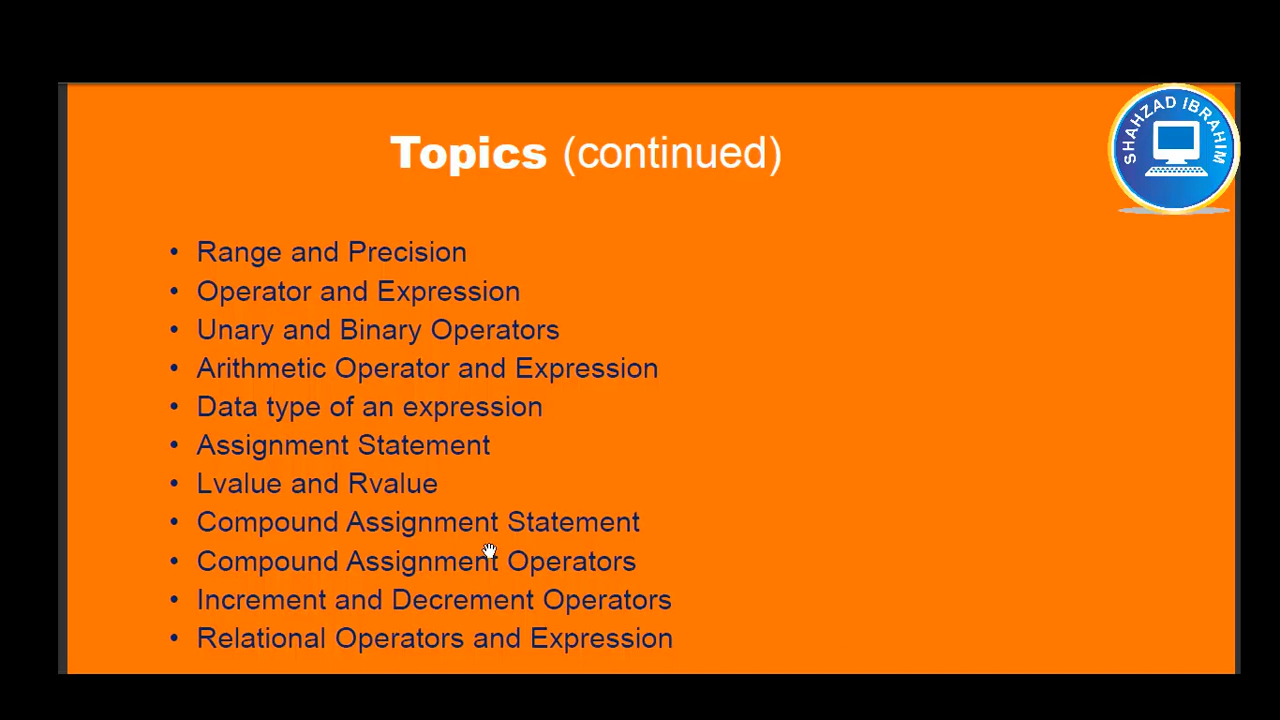 SHAHZAD IBRAHIM
Topics (continued)
• Range and Precision
• Operator and Expression
• Unary and Binary Operators
• Arithmetic Operator and Expression
• Data type of an expression
• Assignment Statement
• Lvalue and Rvalue
• Compound Assignment Statement
• Compound Assignment Operators
• Increment and Decrement Operators
• Relational Operators and Expression